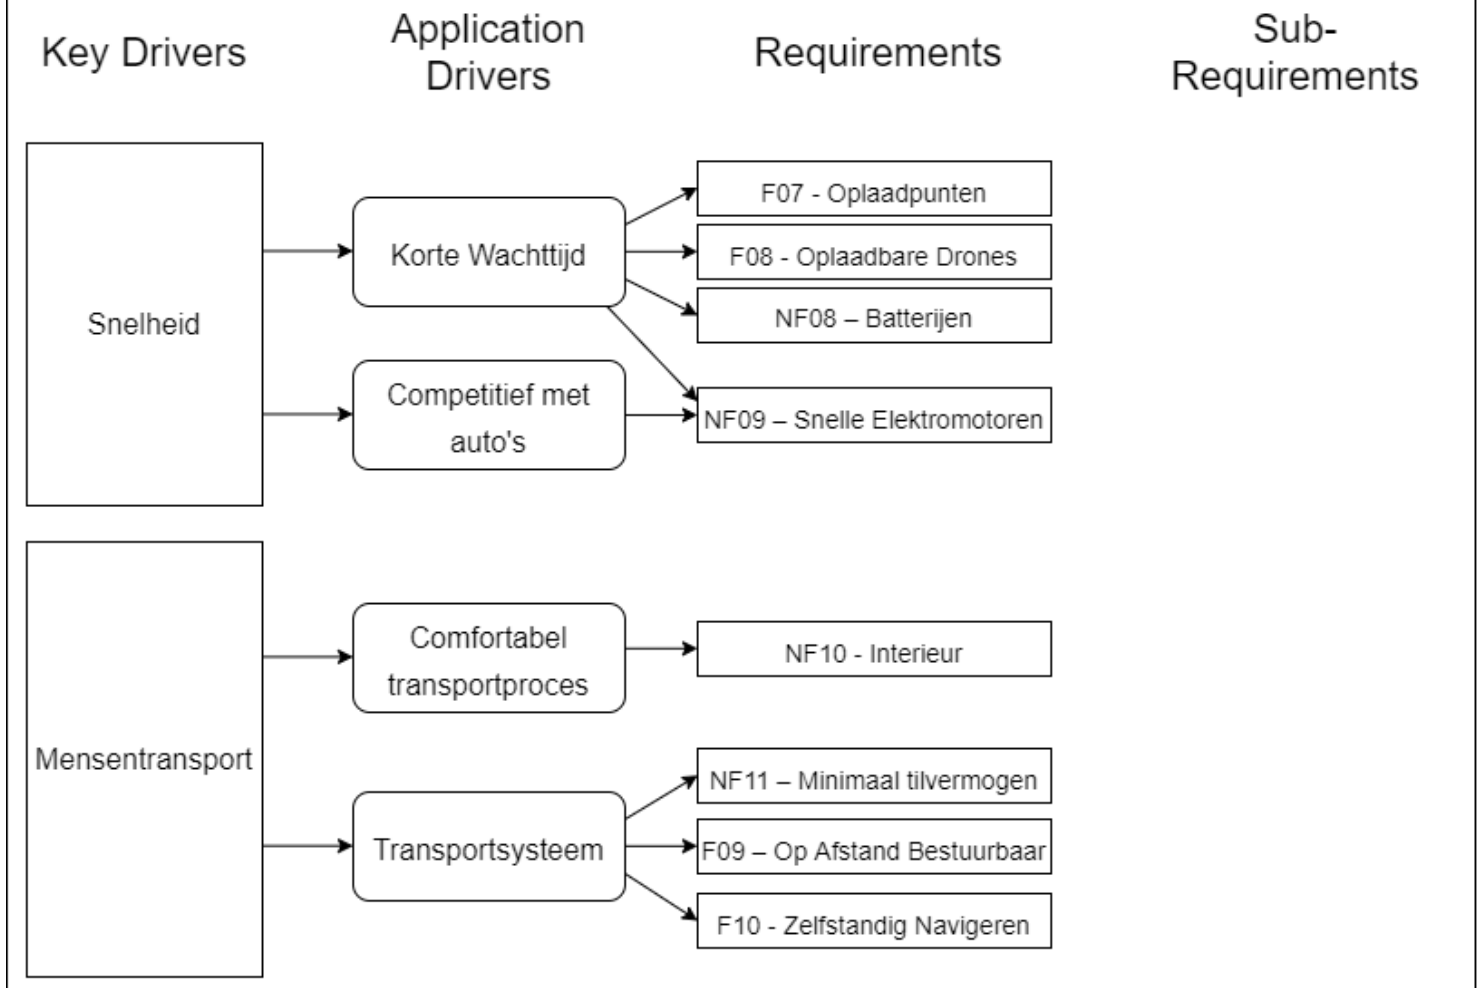 Key Drivers
Application
Drivers
Requirements
Sub-
Requirements
Snelheid
Korte Wachttijd
F07 - Oplaadpunten
F08 - Oplaadbare Drones
NF08 – Batterijen
Competitief met
auto's
NF09 – Snelle Elektromotoren
Mensentransport
Comfortabel
transportproces
NF10 - Interieur
Transportsysteem
NF11 – Minimaal tilvermogen
F09 – Op Afstand Bestuurbaar
F10 - Zelfstandig Navigeren